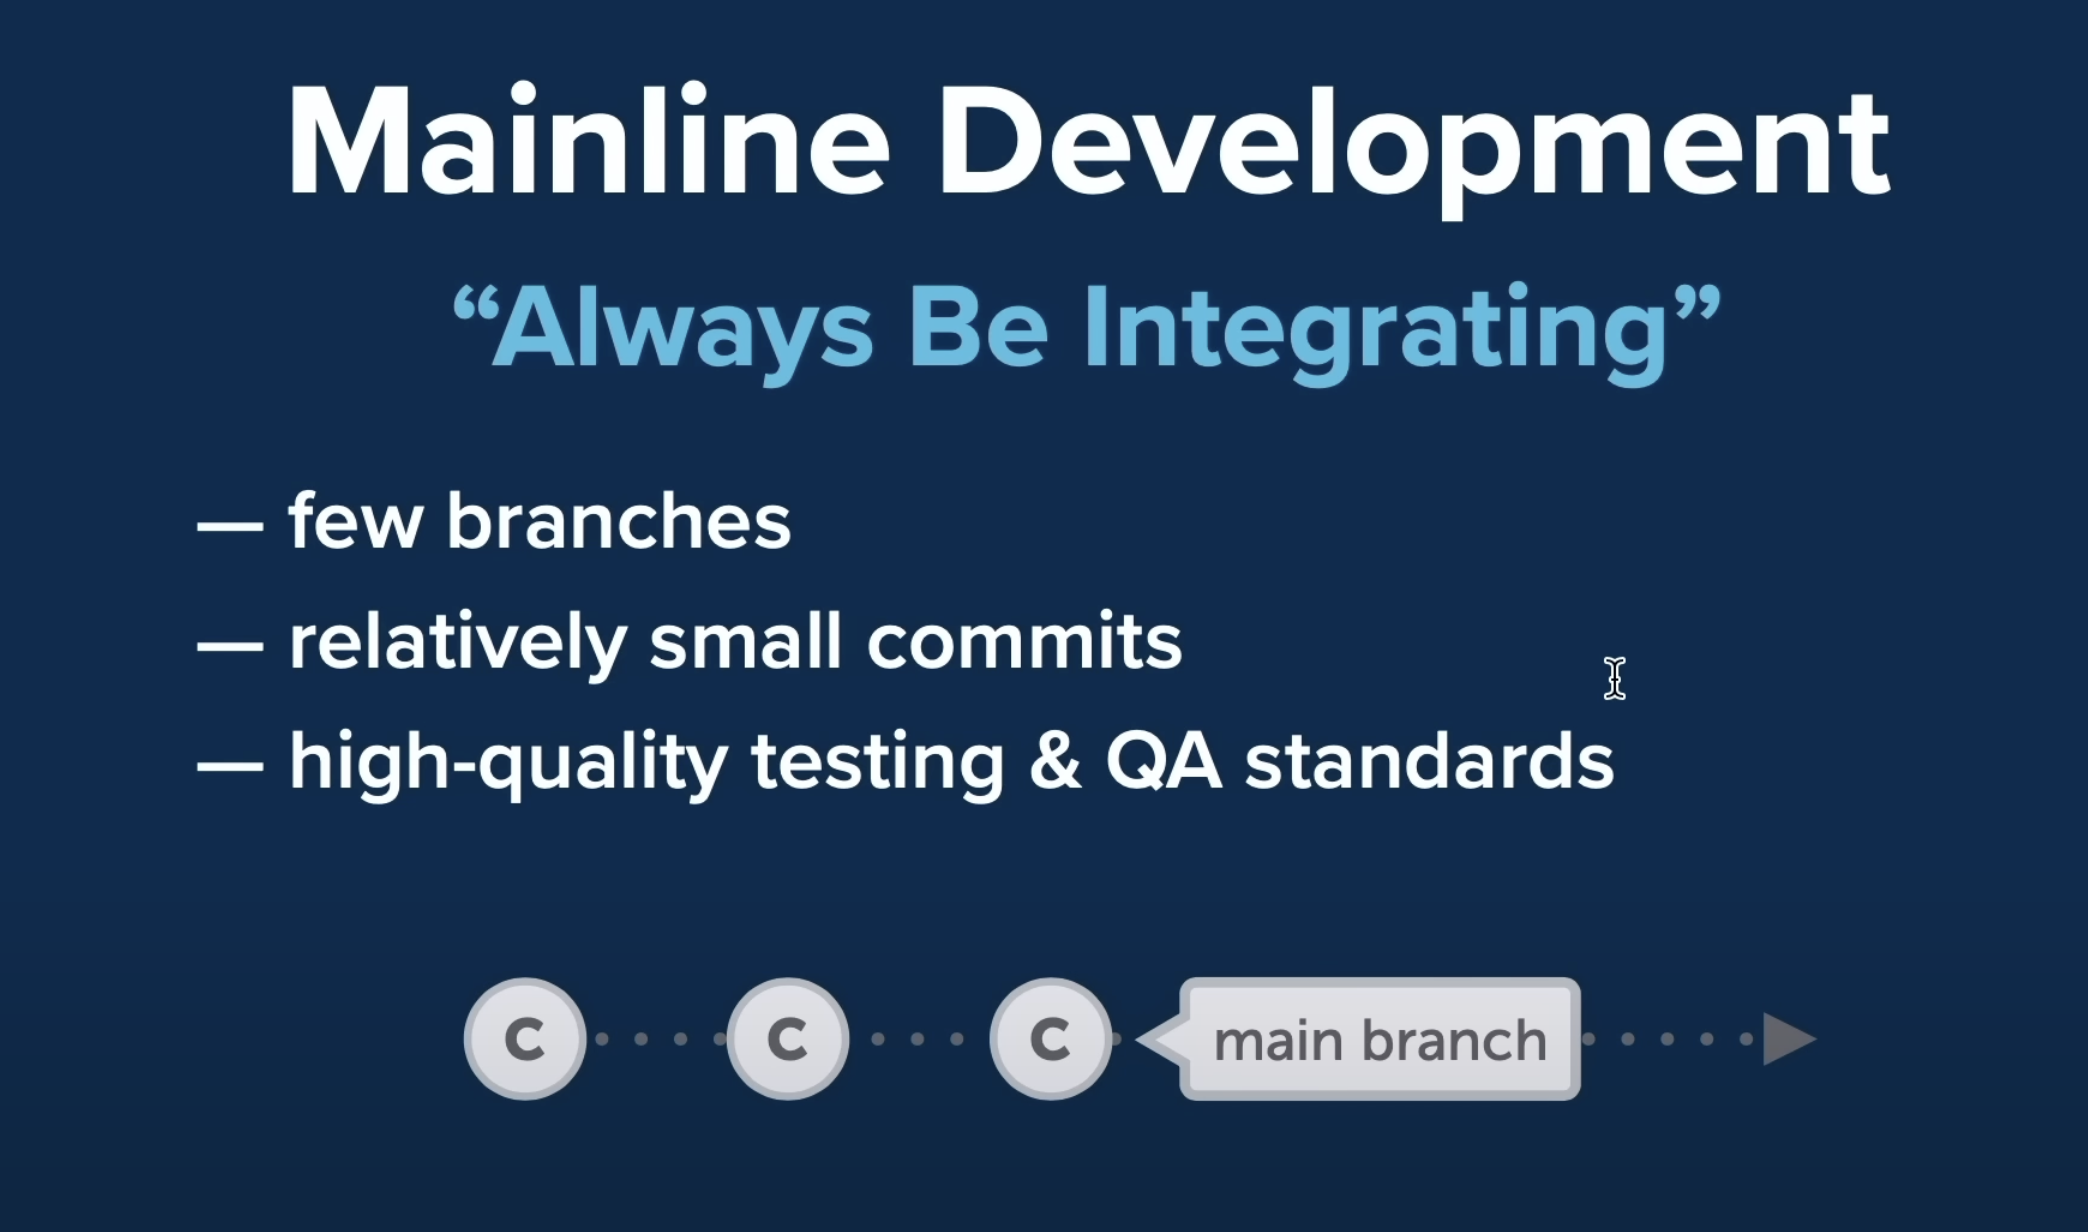 Mainline Development
“Always Be Integrating”
— few branches
— relatively small commits
— high-quality testing & QA standards
C C C main branch